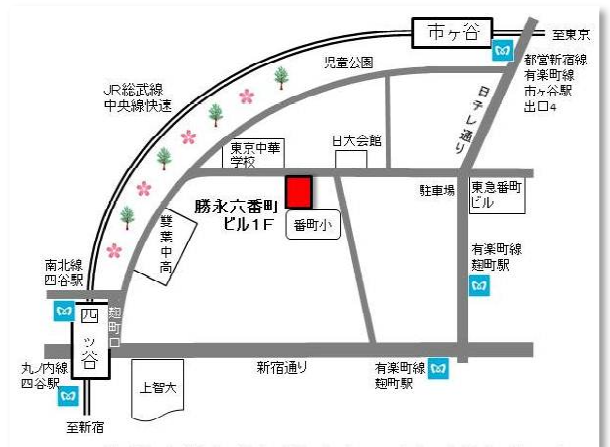 市ヶ谷
至東京
都営新宿線
有楽町線
市ヶ谷駅
出口4
児童公園
JR総武線
中央線快速
日テレ通り
日大会館
東京中華
学校
駐車場
東急番町
ビル
勝永六番町
ビル1F
番町小
雙葉中高
有楽町線
麹町駅
南北線
四谷駅
麹町口
四ッ谷
新宿通り
有楽町線
麹町駅
丸ノ内線
四谷駅
上智大
至新宿